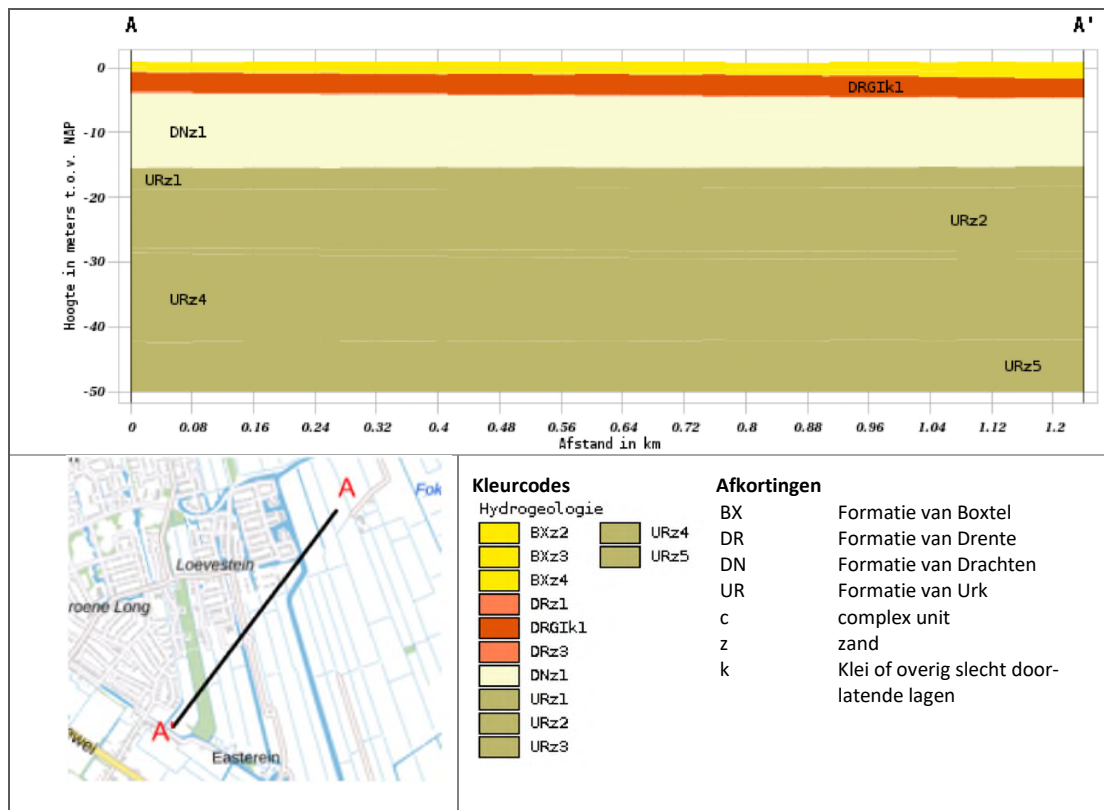 A A'
Hoogte in meters t.o.v. NAP
0
-10
-20
-30
-40
-50
DRGIk1
DNz1
URz1
URz2
URz4
URz5
0 0.08 0.16 0.24 0.32 0.4 0.48 0.56 0.64 0.72 0.8 0.88 0.96 1.04 1.12 1.2
Afstand in km
A
Fok
Loevestein
roene Long
A'
Easterein
Kleurcodes
Hydrogeologie
BXz2
BXz3
BXz4
DRz1
DRGIk1
DRz3
DNz1
URz1
URz2
URz3
URz4
URz5
Afkortingen
BX Formatie van Boxtel
DR Formatie van Drente
DN Formatie van Drachten
UR Formatie van Urk
c complex unit
z zand
k Klei of overig slecht door-
latende lagen